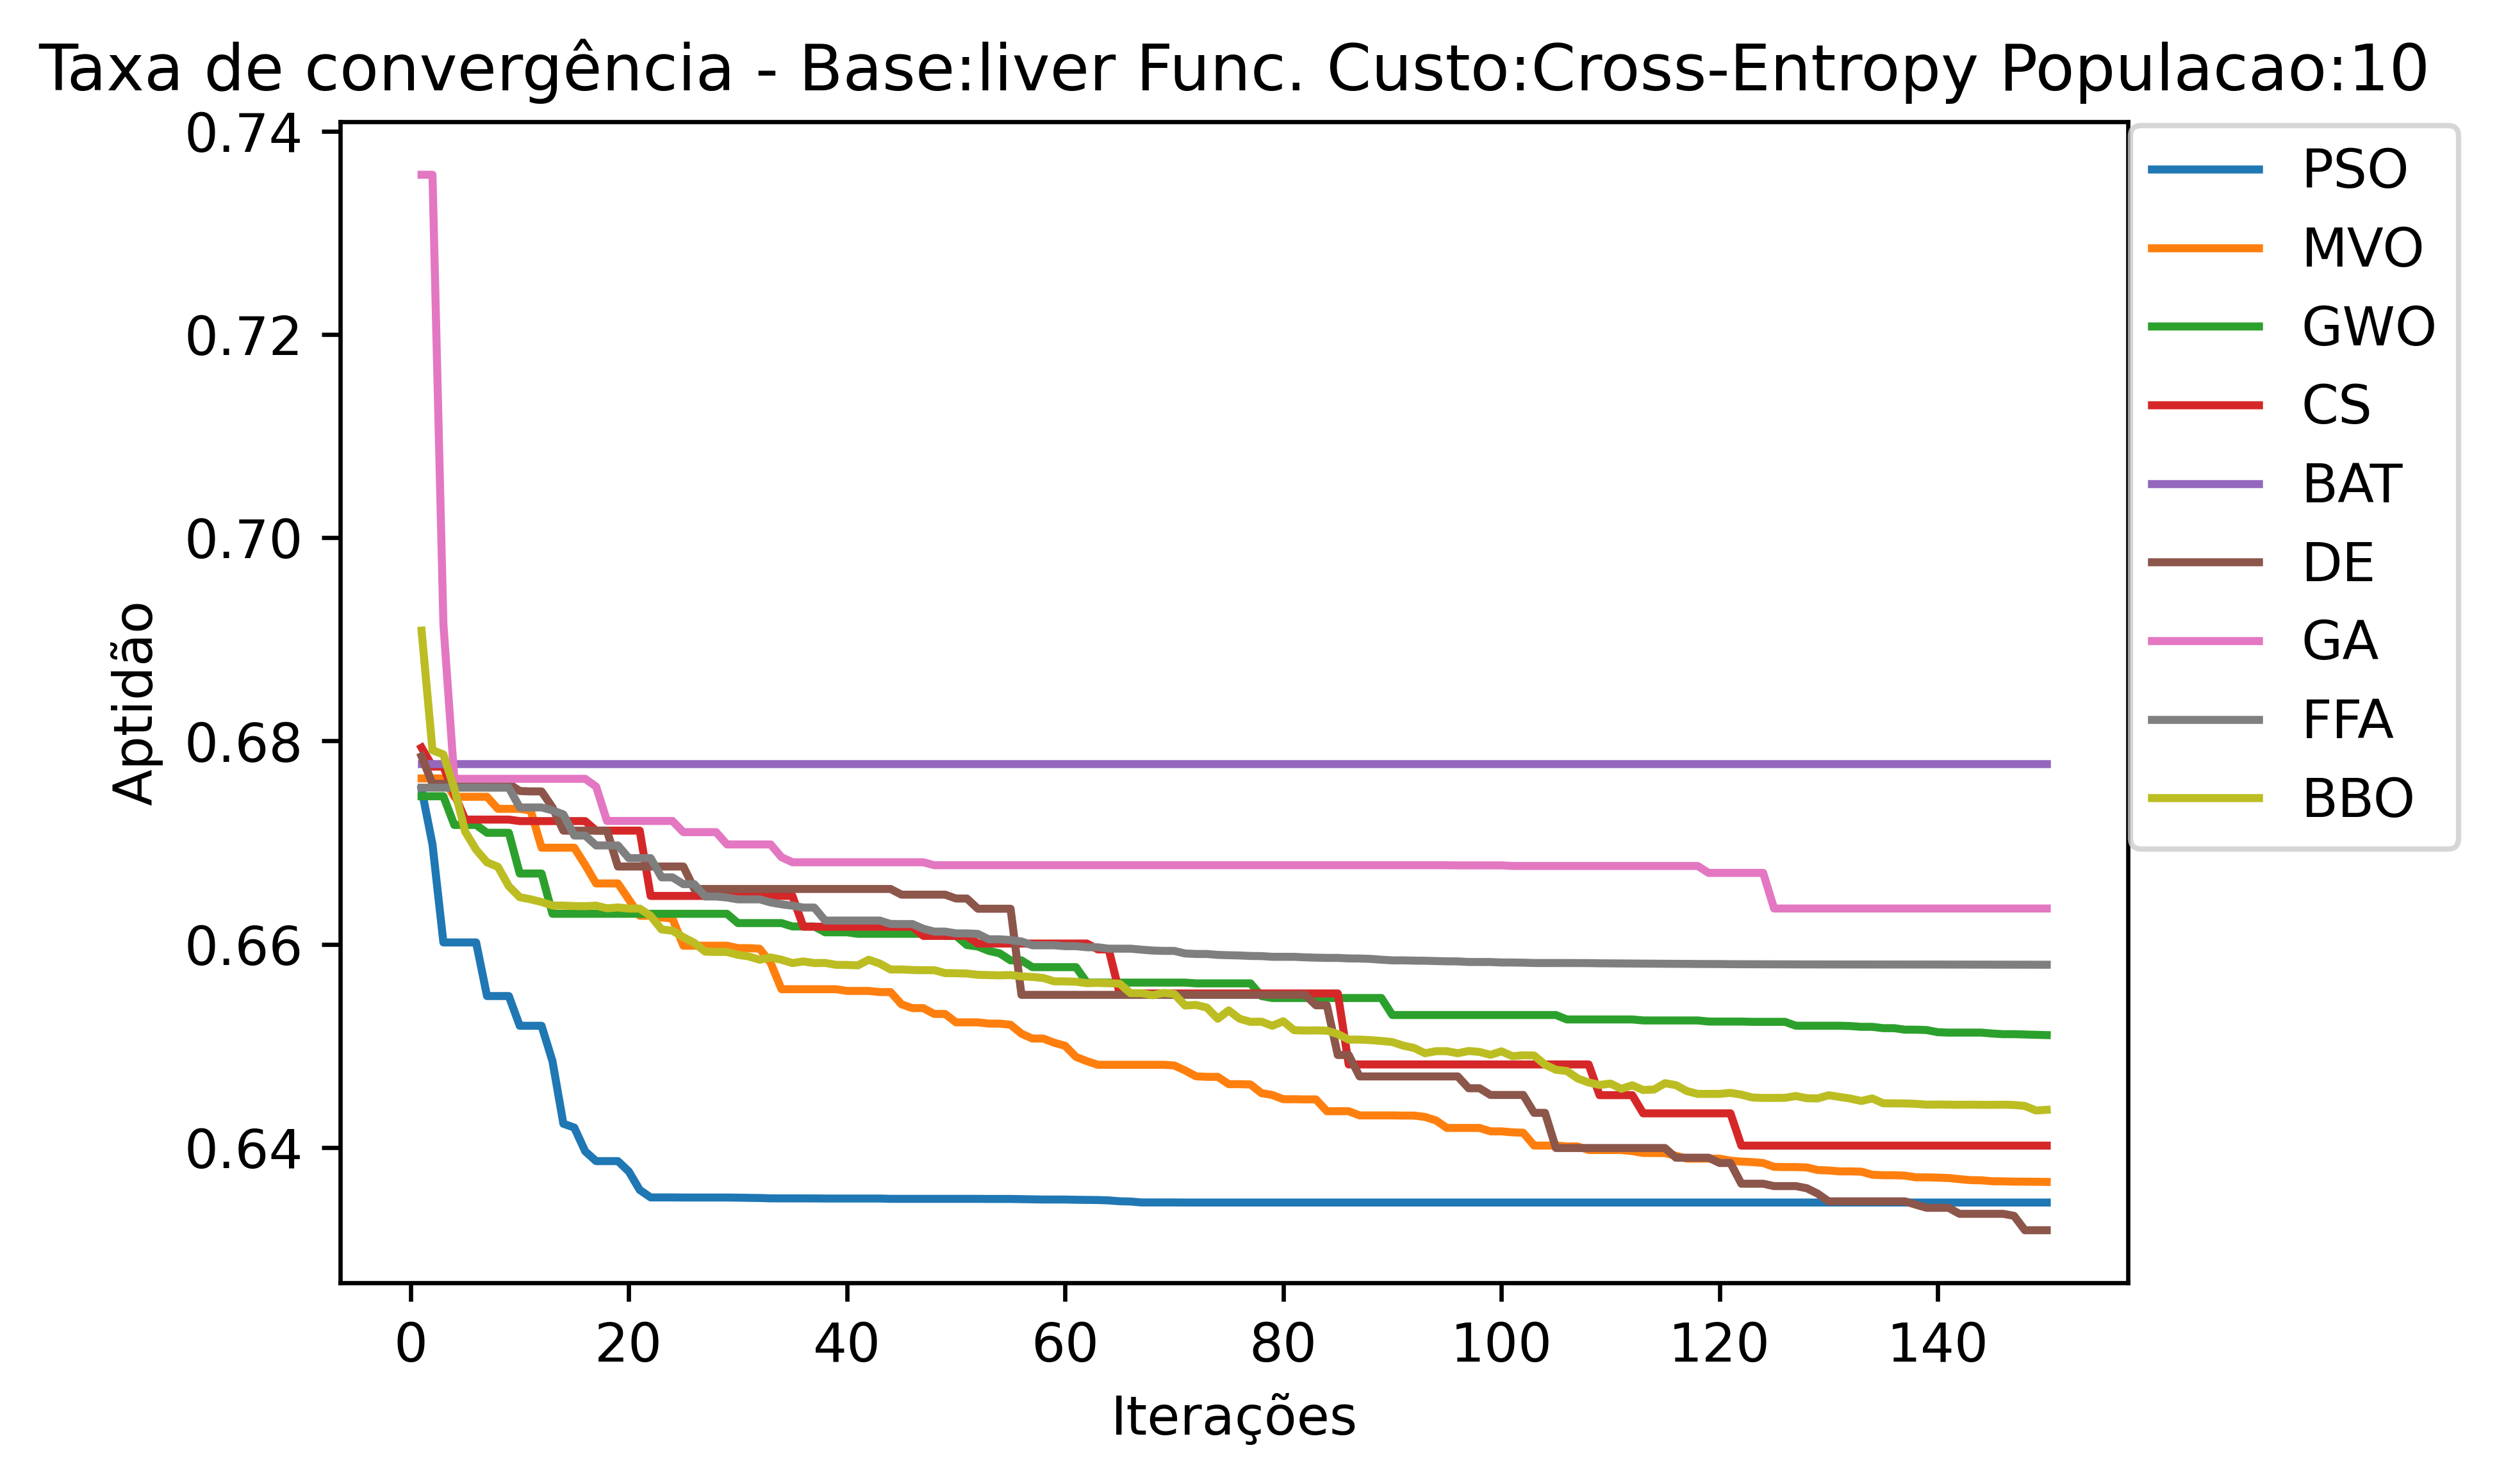 Taxa de convergência - Base:liver Func. Custo:Cross-Entropy Populacao:10
0.74
0.72
0.70
0.68
0.66
0.64
Aptidão
0 20 40 60 80 100 120 140
Iterações
PSO
MVO
GWO
CS
BAT
DE
GA
FFA
BBO